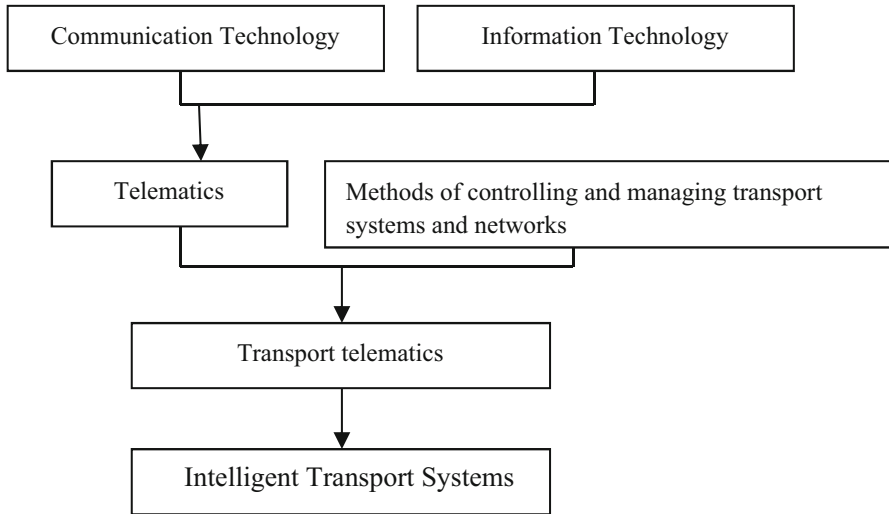 Communication Technology
Information Technology
Telematics
Methods of controlling and managing transport
systems and networks
Transport telematics
Intelligent Transport Systems